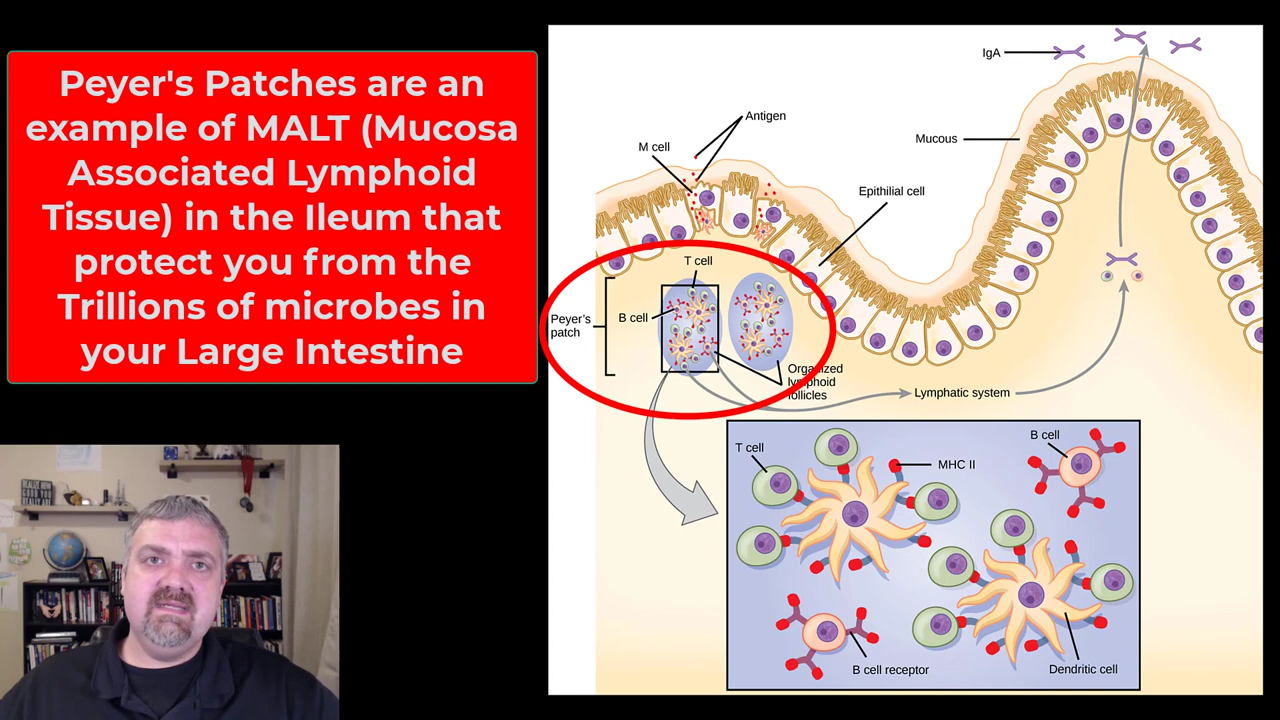 Peyer's Patches are an
example of MALT (Mucosa
Associated Lymphoid
Tissue) in the Ileum that
protect you from the
Trillions of microbes in
your Large Intestine
IgA
Antigen
M cell
Mucous
Epithilial cell
T cell
B cell
Peyer's
patch
Organized
lymphoid
follicles
Lymphatic system
T cell
MHC II
B cell
B cell receptor
Dendritic cell